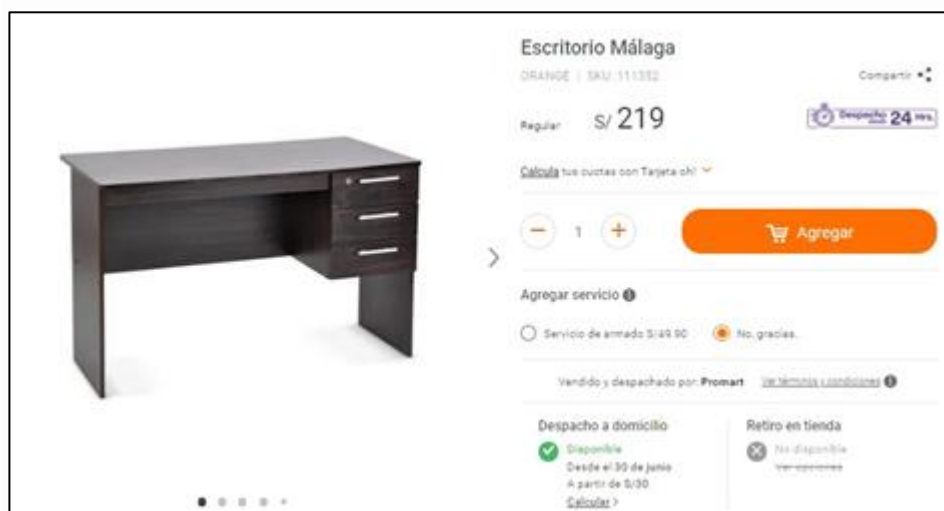 Escritorio Málaga
ORANGE | SKU: 111352
Compartir
Regular S/ 219
Despacho desde 24 Hrs.
Calcula tus cuotas con Tarjeta oh!
1
Agregar
Agregar servicio
Servicio de armado S/49.90
No, gracias.
Vendido y despachado por: Promart Ver términos y condiciones
Despacho a domicilio
Disponible
Desde el 30 de junio
A partir de S/30
Calcular >
Retiro en tienda
No disponible
Ver opciones